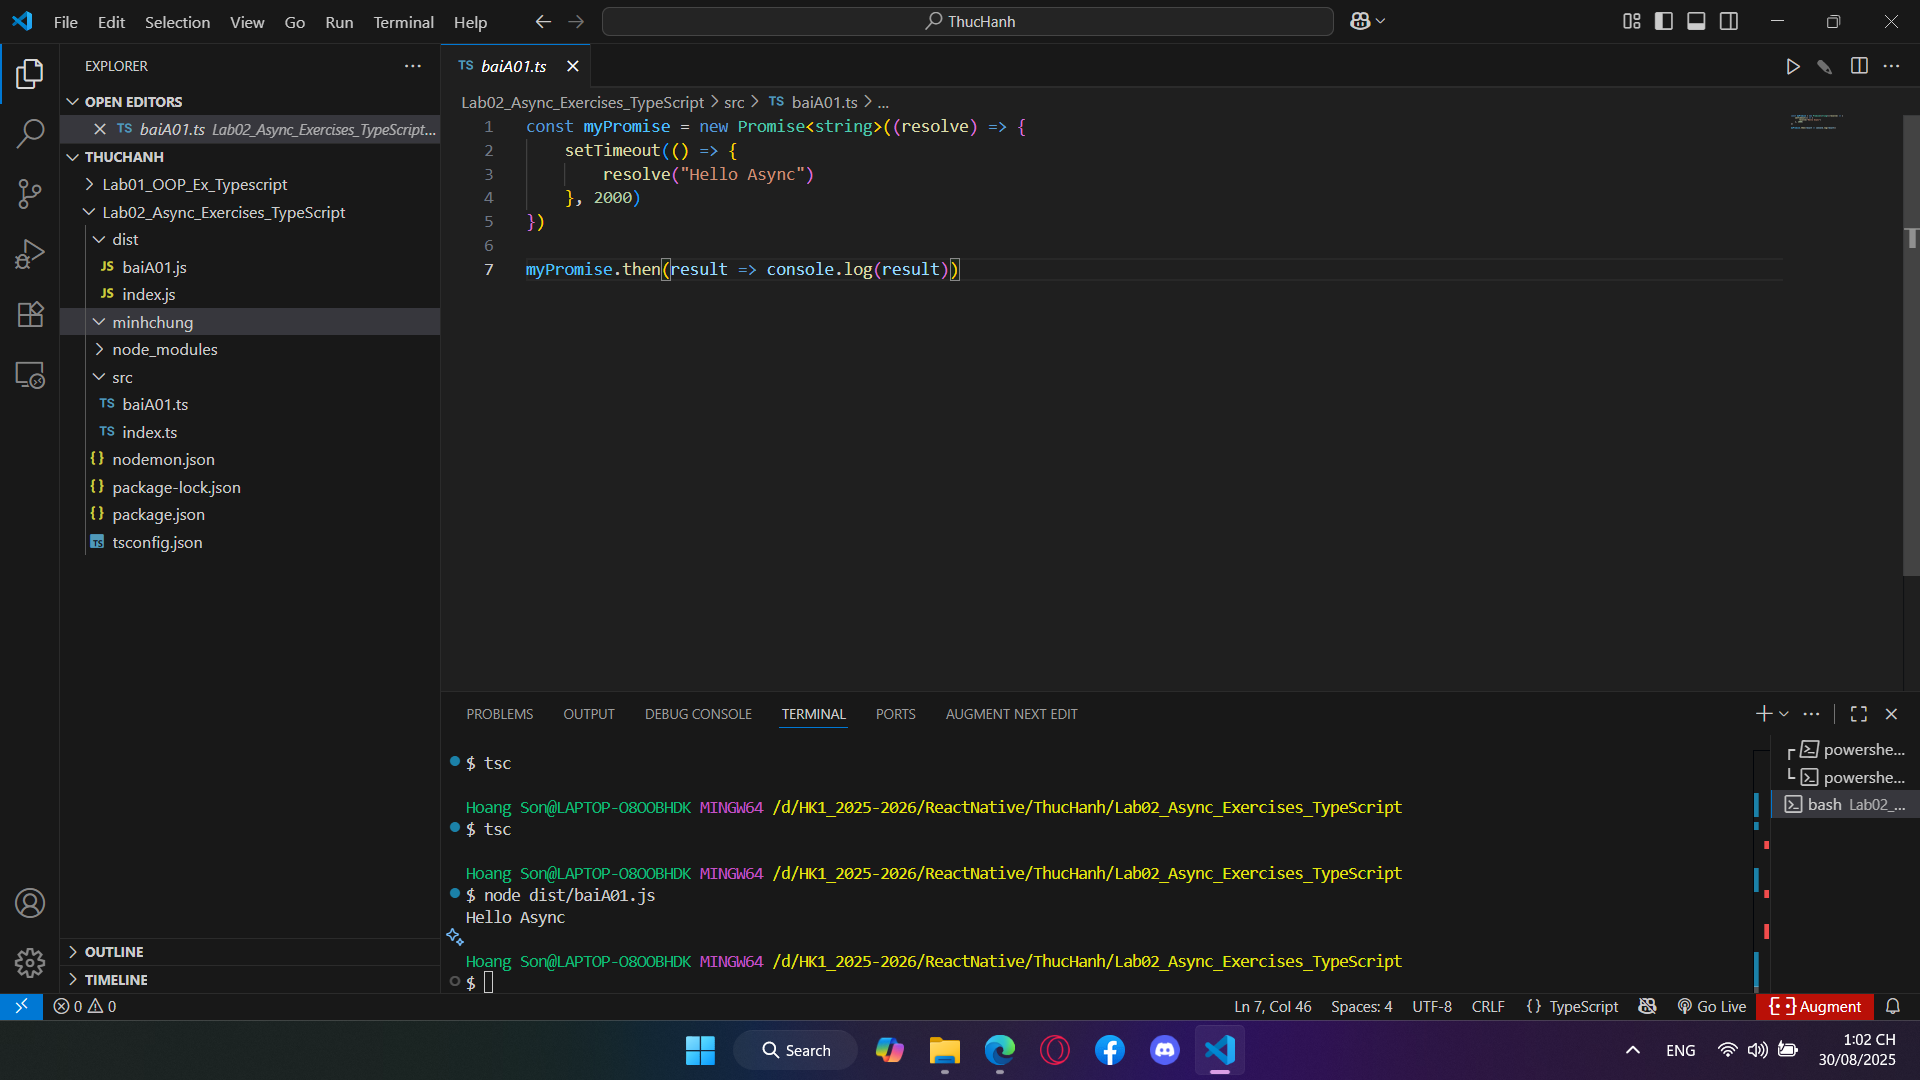 File Edit Selection View Go Run Terminal Help
ThucHanh
EXPLORER
OPEN EDITORS
TS baiA01.ts Lab02_Async_Exercises_TypeScript...
THUCHANH
Lab01_OOP_Ex_Typescript
Lab02_Async_Exercises_TypeScript
dist
JS baiA01.js
JS index.js
minhchung
node_modules
src
TS baiA01.ts
TS index.ts
{} nodemon.json
{} package-lock.json
{} package.json
TS tsconfig.json
OUTLINE
TIMELINE
TS baiA01.ts
Lab02_Async_Exercises_TypeScript > src > TS baiA01.ts > ...
1 const myPromise = new Promise<string>((resolve) => {
2 setTimeout(() => {
3 resolve("Hello Async")
4 }, 2000)
5 })
6
7 myPromise.then(result => console.log(result))
PROBLEMS OUTPUT DEBUG CONSOLE TERMINAL PORTS AUGMENT NEXT EDIT
$ tsc
Hoang Son@LAPTOP-O8OOBHDK MINGW64 /d/HK1_2025-2026/ReactNative/ThucHanh/Lab02_Async_Exercises_TypeScript
$ tsc
Hoang Son@LAPTOP-O8OOBHDK MINGW64 /d/HK1_2025-2026/ReactNative/ThucHanh/Lab02_Async_Exercises_TypeScript
$ node dist/baiA01.js
Hello Async
Hoang Son@LAPTOP-O8OOBHDK MINGW64 /d/HK1_2025-2026/ReactNative/ThucHanh/Lab02_Async_Exercises_TypeScript
$
powershe...
powershe...
bash Lab02_...
0 0
Ln 7, Col 46 Spaces: 4 UTF-8 CRLF {} TypeScript Go Live Augment
Search
ENG
1:02 CH
30/08/2025